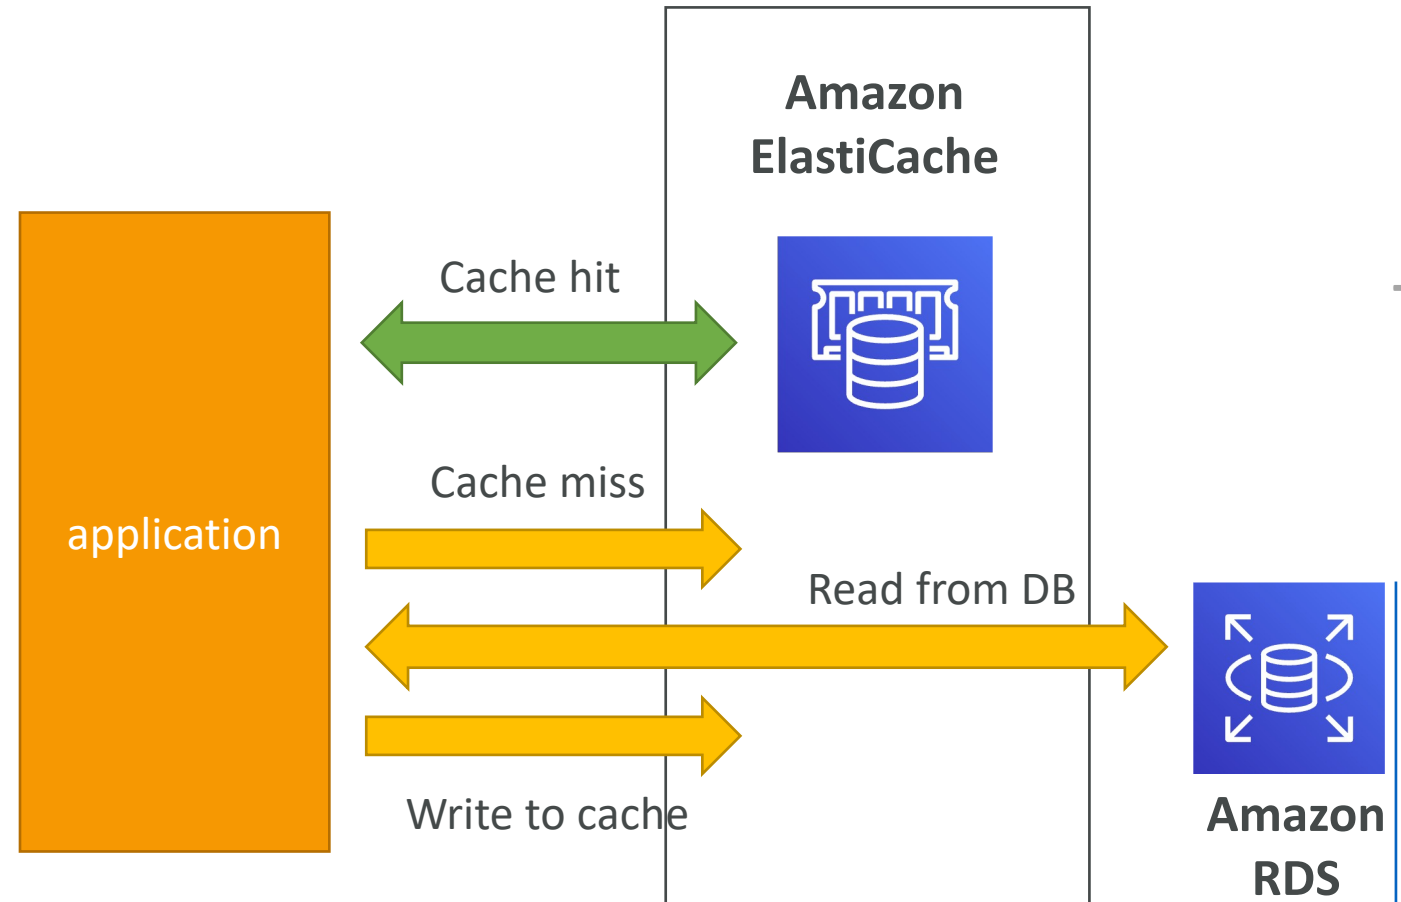 Amazon
ElastiCache
Cache hit
Cache miss
application
Read from DB
Write to cache
Amazon
RDS